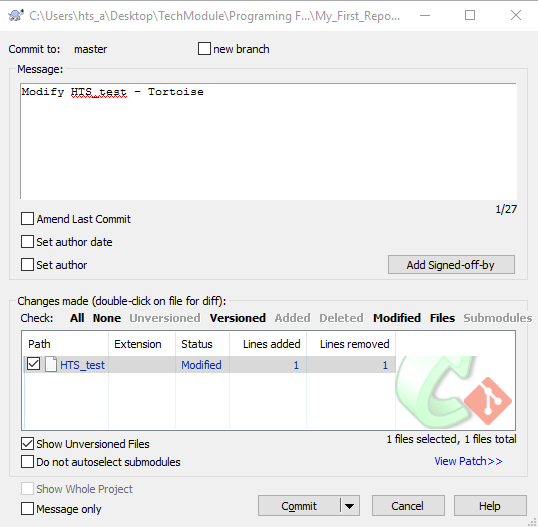 C:\Users\hts_a\Desktop\TechModule\Programing F...\My_First_Repo...
Commit to: master new branch
Message:
Modify HTS_test - Tortoise
1/27
Amend Last Commit
Set author date
Set author Add Signed-off-by
Changes made (double-click on file for diff):
Check: All None Unversioned Versioned Added Deleted Modified Files Submodules
Path Extension Status Lines added Lines removed
HTS_test Modified 1 1
Show Unversioned Files 1 files selected, 1 files total
Do not autoselect submodules View Patch>>
Show Whole Project
Message only Commit Cancel Help